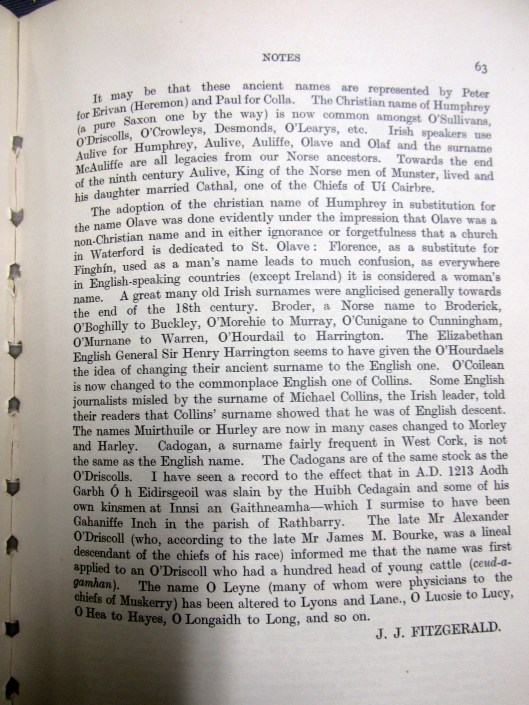 NOTES
63
It may be that these ancient names are represented by Peter
for Erivan (Heremon) and Paul for Colla. The Christian name of Humphrey
(a pure Saxon one by the way) is now common amongst O'Sullivans,
O'Driscolls, O'Crowleys, Desmonds, O'Learys, etc. Irish speakers use
Aulive for Humphrey, Aulive, Auliffe, Olave and Olaf and the surname
McAuliffe are all legacies from our Norse ancestors. Towards the end
of the ninth century Aulive, King of the Norse men of Munster, lived and
his daughter married Cathal, one of the Chiefs of Uí Cairbre.
The adoption of the christian name of Humphrey in substitution for
the name Olave was done evidently under the impression that Olave was a
non-Christian name and in either ignorance or forgetfulness that a church
in Waterford is dedicated to St. Olave: Florence, as a substitute for
Finghín, used as a man's name leads to much confusion, as everywhere
in English-speaking countries (except Ireland) it is considered a woman's
name. A great many old Irish surnames were anglicised generally towards
the end of the 18th century. Broder, a Norse name to Broderick,
O'Boghilly to Buckley, O'Morehie to Murray, O'Cunigane to Cunningham,
O'Murnane to Warren, O'Hourdail to Harrington. The Elizabethan
English General Sir Henry Harrington seems to have given the O'Hourdaels
the idea of changing their ancient surname to the English one. O'Coilean
is now changed to the commonplace English one of Collins. Some English
journalists misled by the surname of Michael Collins, the Irish leader, told
their readers that Collins' surname showed that he was of English descent.
The names Muirthuile or Hurley are now in many cases changed to Morley
and Harley. Cadogan, a surname fairly frequent in West Cork, is not
the same as the English name. The Cadogans are of the same stock as the
O'Driscolls. I have seen a record to the effect that in A.D. 1213 Aodh
Garbh Ó h Eidirsgeoil was slain by the Huibh Cedagain and some of his
own kinsmen at Innsi an Gaithneamha—which I surmise to have been
Gahaniffe Inch in the parish of Rathbarry. The late Mr Alexander
O'Driscoll (who, according to the late Mr James M. Bourke, was a lineal
descendant of the chiefs of his race) informed me that the name was first
applied to an O'Driscoll who had a hundred head of young cattle (ceud-a-
gamhan). The name O Leyne (many of whom were physicians to the
chiefs of Muskerry) has been altered to Lyons and Lane., O Lucsie to Lucy,
O Hea to Hayes, O Longaidh to Long, and so on.
J. J. FITZGERALD.